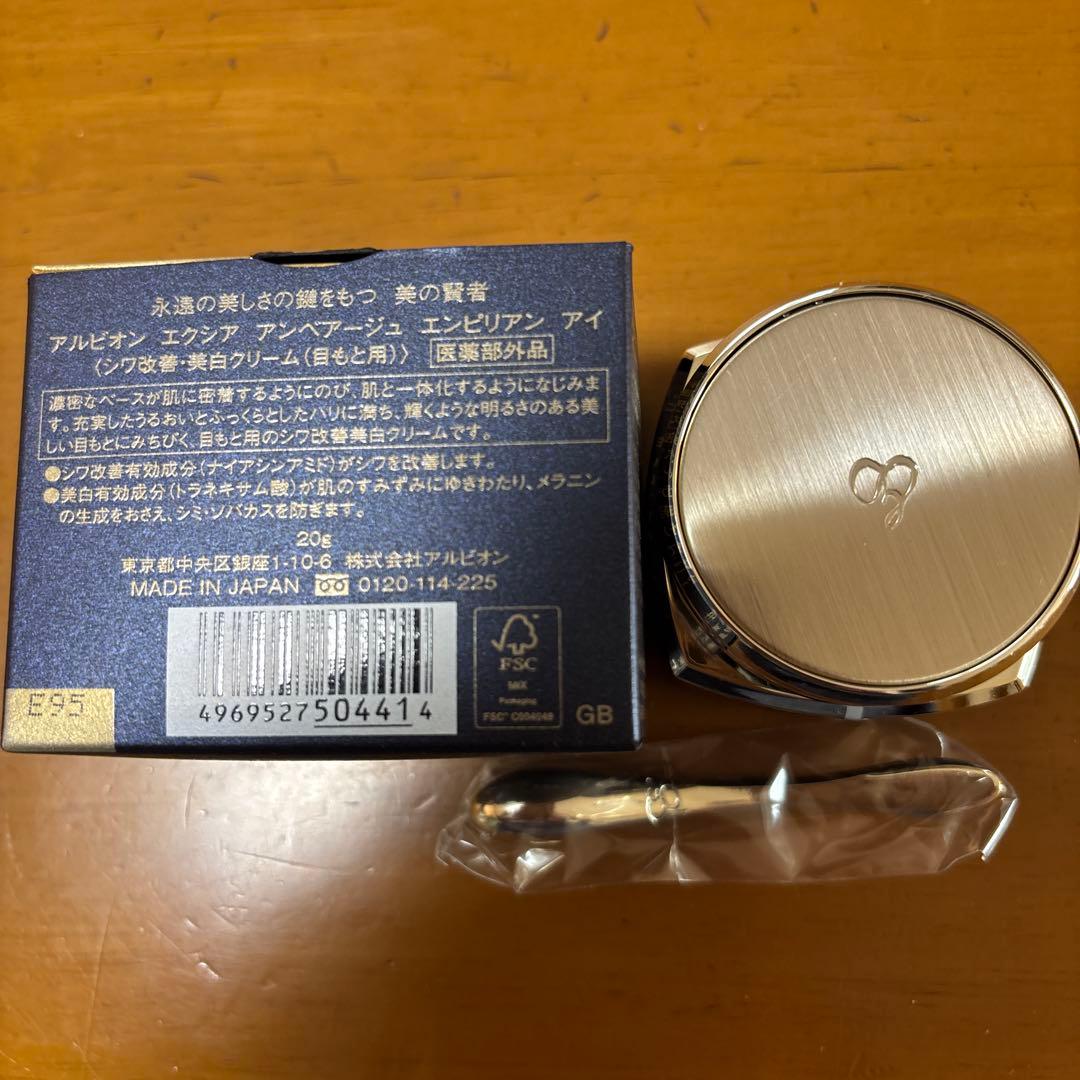 永遠の美しさの鍵をもつ 美の賢者
アルビオン エクシア アンベアージュ エンピリアン アイ
〈シワ改善・美白クリーム(目もと用)〉 医薬部外品
濃密なベースが肌に密着するようにのび、肌と一体化するようになじみま
す。充実したうるおいとふっくらとしたハリに満ち、輝くような明るさのある美
しい目もとにみちびく、目もと用のシワ改善美白クリームです。
●シワ改善有効成分(ナイアシンアミド)がシワを改善します。
●美白有効成分(トラネキサム酸)が肌のすみずみにゆきわたり、メラニン
の生成をおさえ、シミ・ソバカスを防ぎます。
20g
東京都中央区銀座1-10-6 株式会社アルビオン
MADE IN JAPAN 0120-114-225
FSC
MIX
Packaging
FSC® C004049
E95
4969527504414
GB